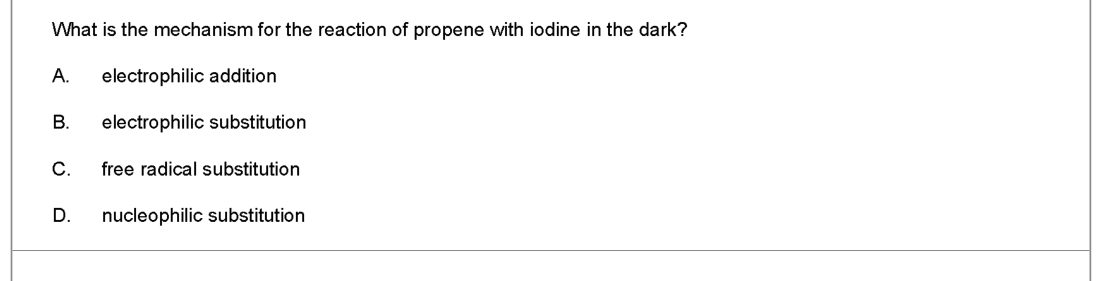 What is the mechanism for the reaction of propene with iodine in the dark?
A. electrophilic addition
B. electrophilic substitution
C. free radical substitution
D. nucleophilic substitution